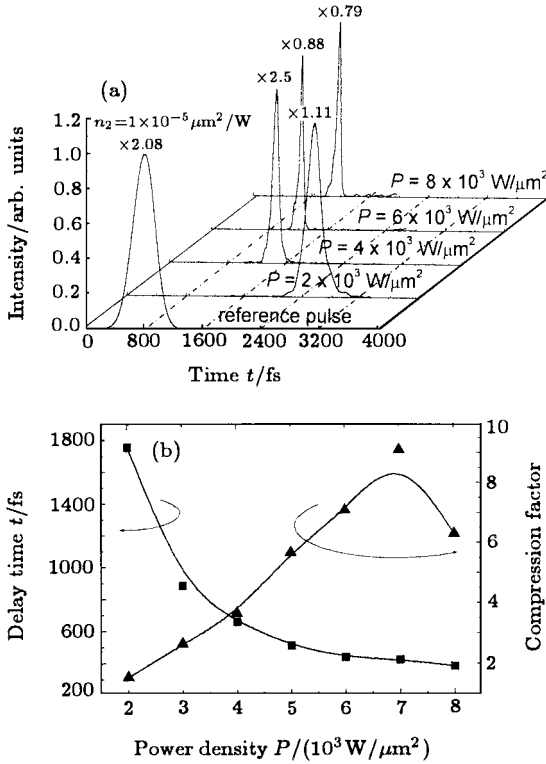 ×0.79
×0.88
×2.5
×1.11
(a)
n₂=1×10⁻⁵μm²/W
×2.08
Intensity/arb. units
1.2
1.0
0.8
0.6
0.4
0.2
0.0
P = 8 x 10³ W/μm²
P = 6 x 10³ W/μm²
P = 4 x 10³ W/μm²
P = 2 x 10³ W/μm²
reference pulse
0 800 1600 2400 3200 4000
Time t/fs
(b)
Delay time t/fs
1800
1400
1000
600
200
10
8
6
4
2
Compression factor
2 3 4 5 6 7 8
Power density P/(10³W/μm²)